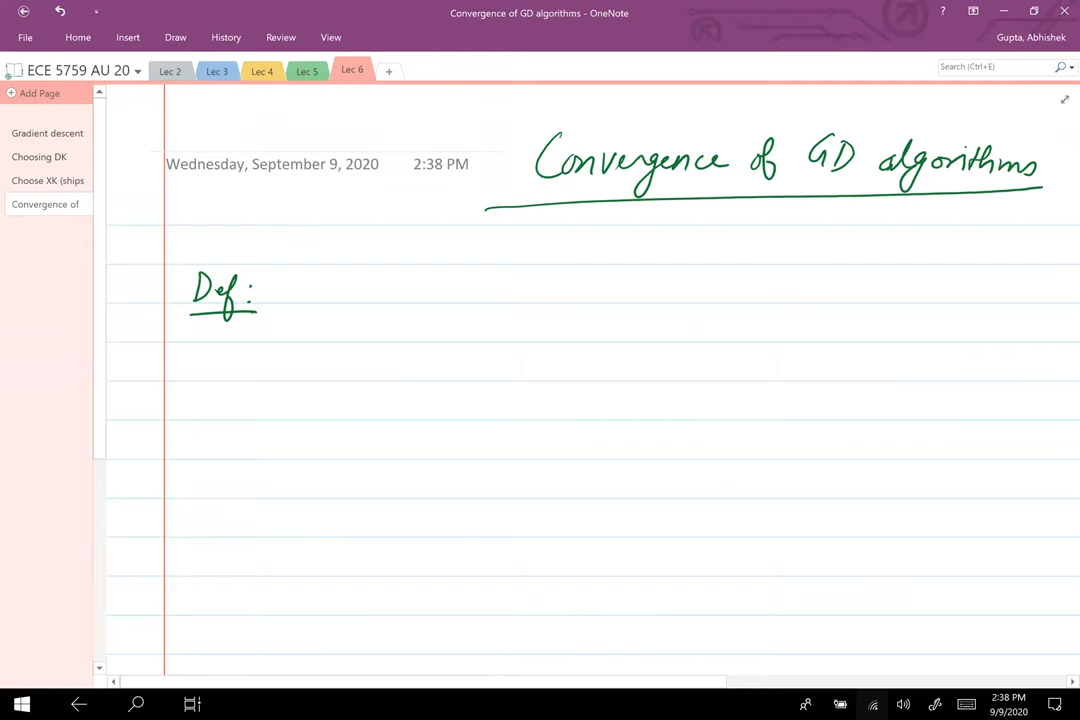 Convergence of GD algorithms - OneNote
File Home Insert Draw History Review View
Gupta, Abhishek
ECE 5759 AU 20
Lec 2 Lec 3 Lec 4 Lec 5 Lec 6
Search (Ctrl+E)
Add Page
Gradient descent
Choosing DK
Choose XK (ships
Convergence of
Wednesday, September 9, 2020 2:38 PM
Convergence of GD algorithms
Def:
2:38 PM
9/9/2020